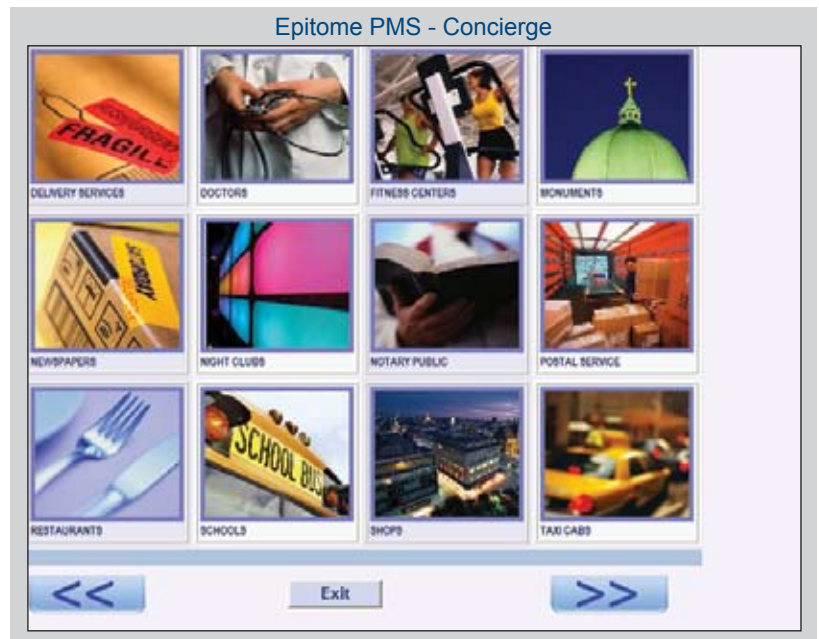 Epitome PMS - Concierge
FRAGILE
DELIVERY SERVICES
DOCTORS
FITNESS CENTERS
MONUMENTS
SATURDAY
NEWSPAPERS
NIGHT CLUBS
NOTARY PUBLIC
POSTAL SERVICE
SCHOOL BUS
RESTAURANTS
SCHOOLS
SHOPS
TAXI CABS
<<
Exit
>>